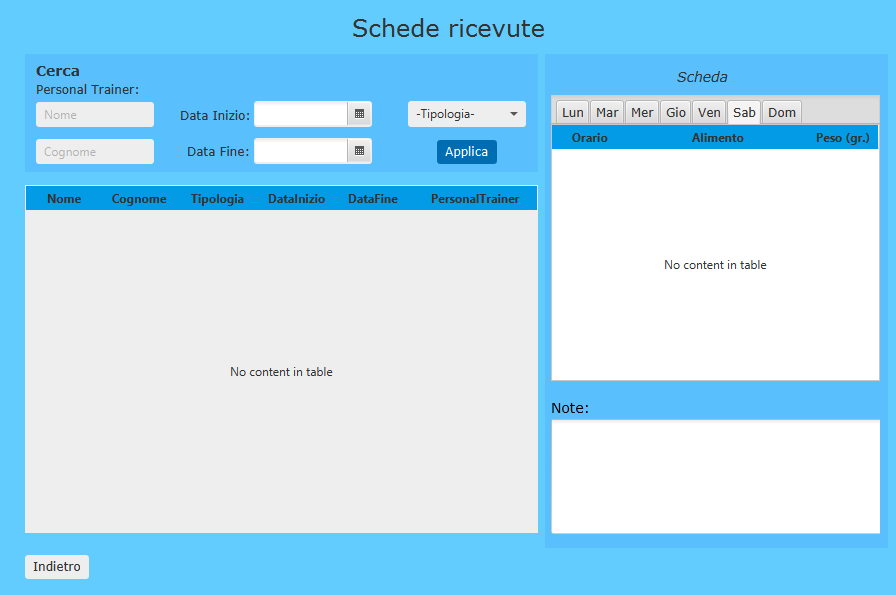 Schede ricevute
Cerca
Personal Trainer:
Nome
Data Inizio:
-Tipologia-
Cognome
Data Fine:
Applica
Nome Cognome Tipologia DataInizio DataFine PersonalTrainer
No content in table
Scheda
Lun Mar Mer Gio Ven Sab Dom
Orario Alimento Peso (gr.)
No content in table
Note:
Indietro